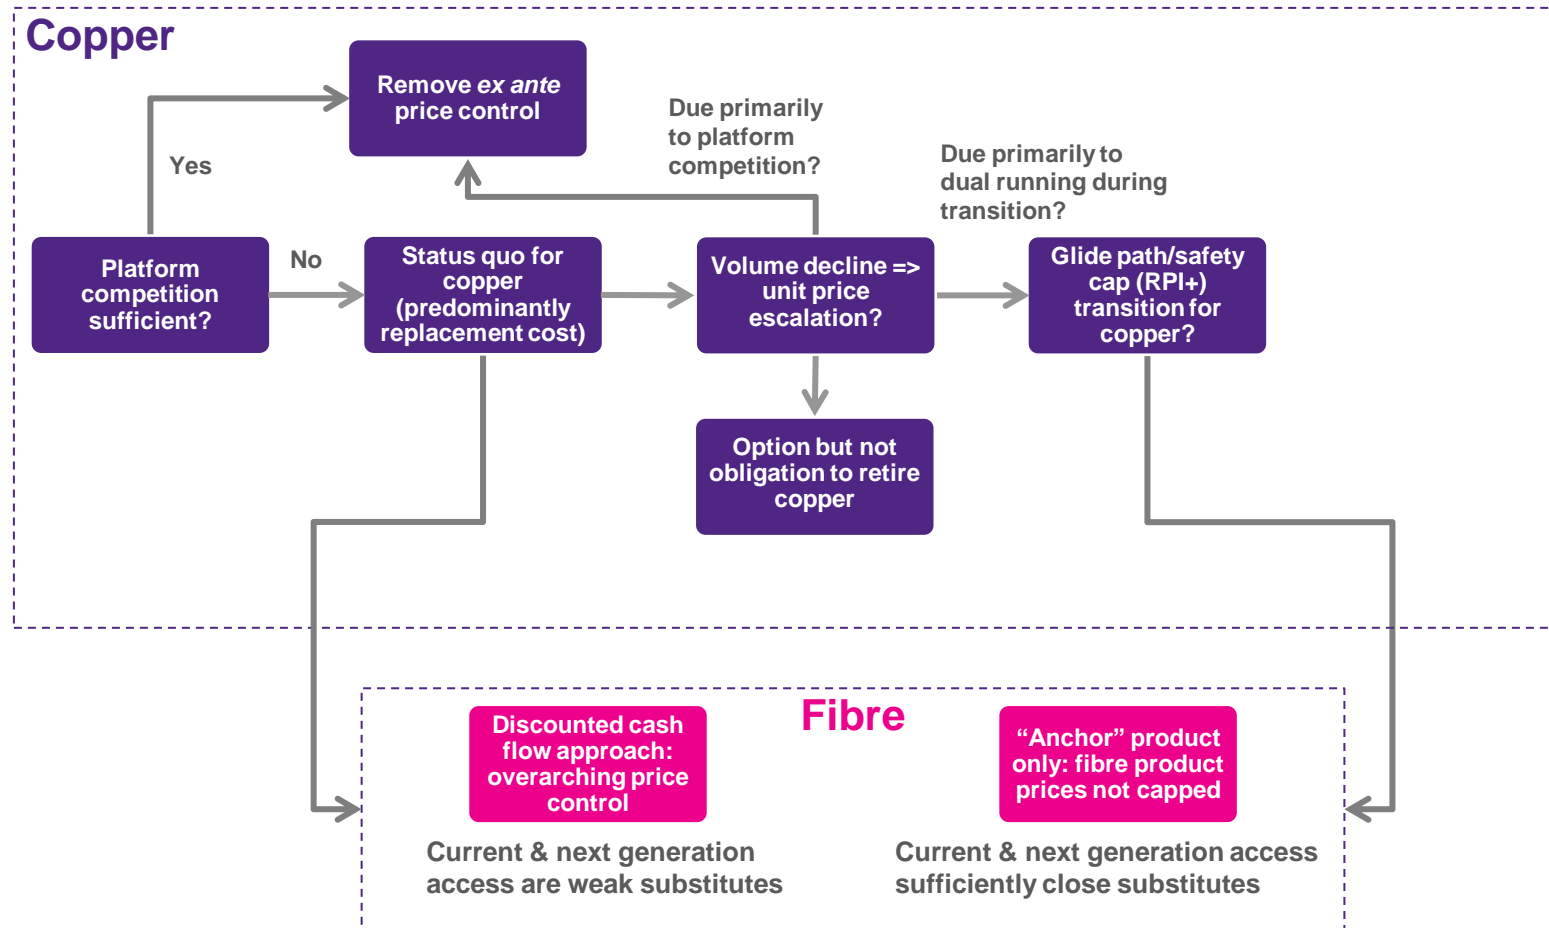 Copper
Remove ex ante
price control
Due primarily
to platform
competition?
Due primarily to
dual running during
transition?
Yes
No
Platform
competition
sufficient?
Status quo for
copper
(predominantly
replacement cost)
Volume decline =>
unit price
escalation?
Glide path/safety
cap (RPI+)
transition for
copper?
Option but not
obligation to retire
copper
Fibre
Discounted cash
flow approach:
overarching price
control
“Anchor” product
only: fibre product
prices not capped
Current & next generation
access are weak substitutes
Current & next generation access
sufficiently close substitutes